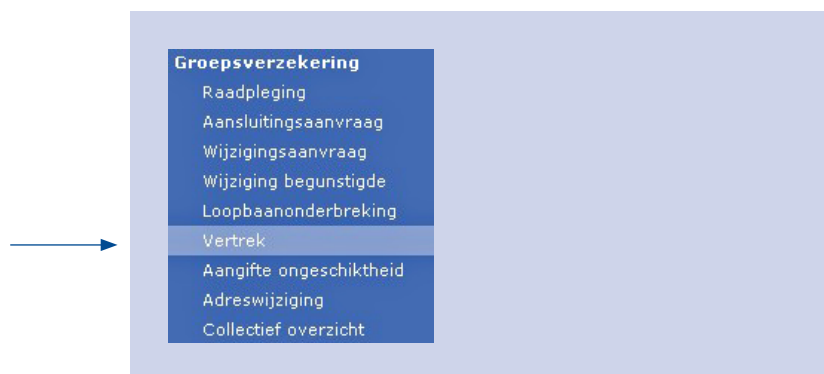 Groepsverzekering
Raadpleging
Aansluitingsaanvraag
Wijzigingsaanvraag
Wijziging begunstigde
Loopbaanonderbreking
Vertrek
Aangifte ongeschiktheid
Adreswijziging
Collectief overzicht